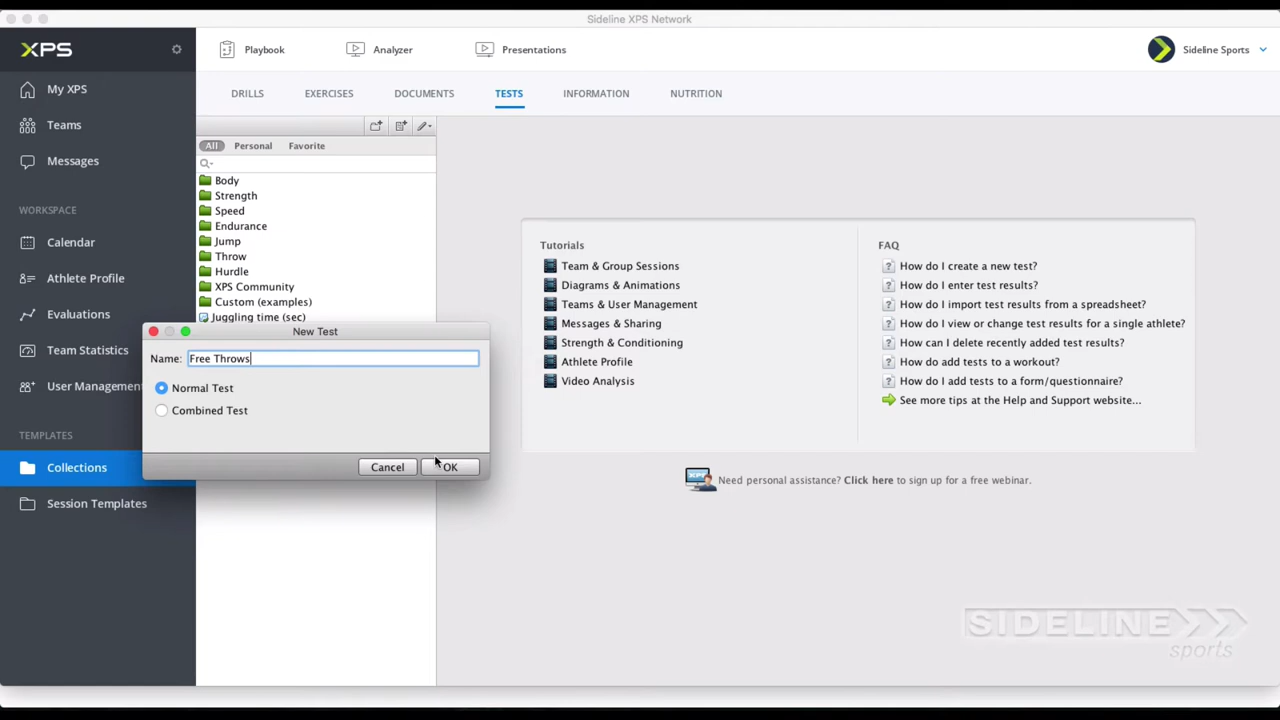 Sideline XPS Network
XPS
Playbook
Analyzer
Presentations
Sideline Sports
My XPS
Teams
Messages
WORKSPACE
Calendar
Athlete Profile
Evaluations
Team Statistics
User Management
TEMPLATES
Collections
Session Templates
DRILLS
EXERCISES
DOCUMENTS
TESTS
INFORMATION
NUTRITION
All
Personal
Favorite
Body
Strength
Speed
Endurance
Jump
Throw
Hurdle
XPS Community
Custom (examples)
Juggling time (sec)
New Test
Name: Free Throws
Normal Test
Combined Test
Cancel
OK
Tutorials
Team & Group Sessions
Diagrams & Animations
Teams & User Management
Messages & Sharing
Strength & Conditioning
Athlete Profile
Video Analysis
FAQ
How do I create a new test?
How do I enter test results?
How do I import test results from a spreadsheet?
How do I view or change test results for a single athlete?
How can I delete recently added test results?
How do I add tests to a workout?
How do I add tests to a form/questionnaire?
See more tips at the Help and Support website...
Need personal assistance? Click here to sign up for a free webinar.
SIDELINE
sports